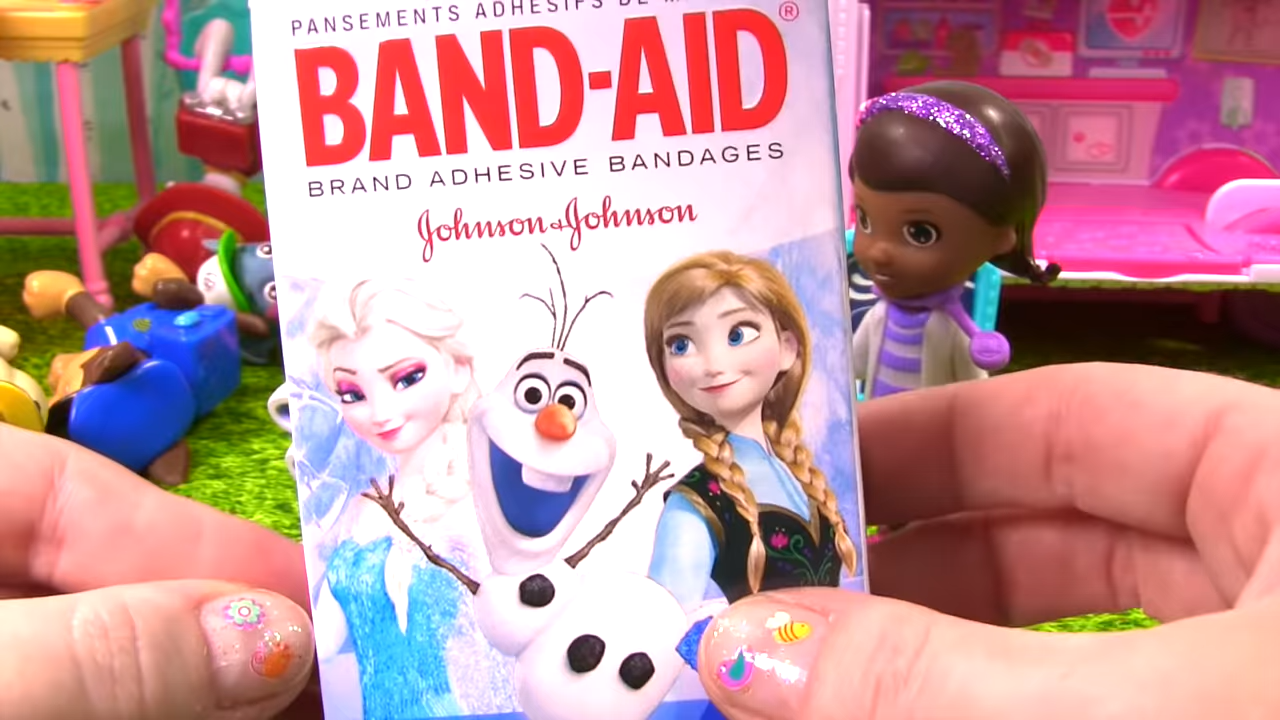 PANSEMENTS ADHÉSIFS DE
BAND-AID®
BRAND ADHESIVE BANDAGES
Johnson & Johnson